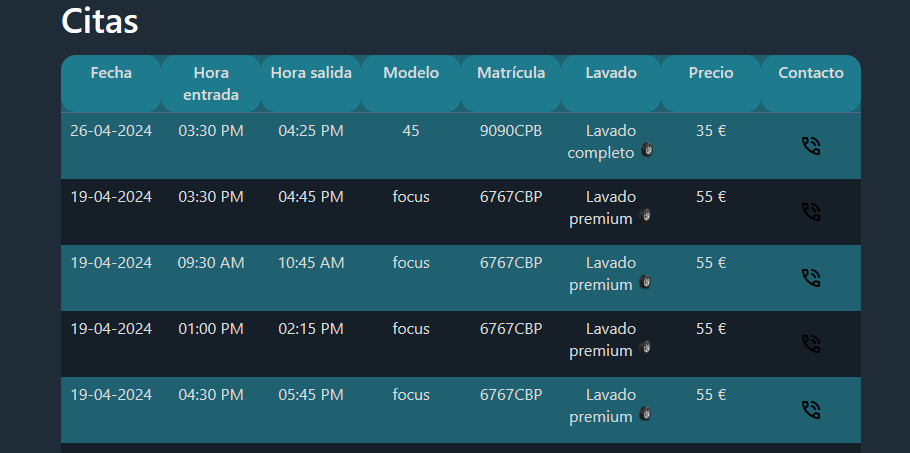 Citas
Fecha Hora entrada Hora salida Modelo Matrícula Lavado Precio Contacto
26-04-2024 03:30 PM 04:25 PM 45 9090CPB Lavado completo 35 €
19-04-2024 03:30 PM 04:45 PM focus 6767CBP Lavado premium 55 €
19-04-2024 09:30 AM 10:45 AM focus 6767CBP Lavado premium 55 €
19-04-2024 01:00 PM 02:15 PM focus 6767CBP Lavado premium 55 €
19-04-2024 04:30 PM 05:45 PM focus 6767CBP Lavado premium 55 €